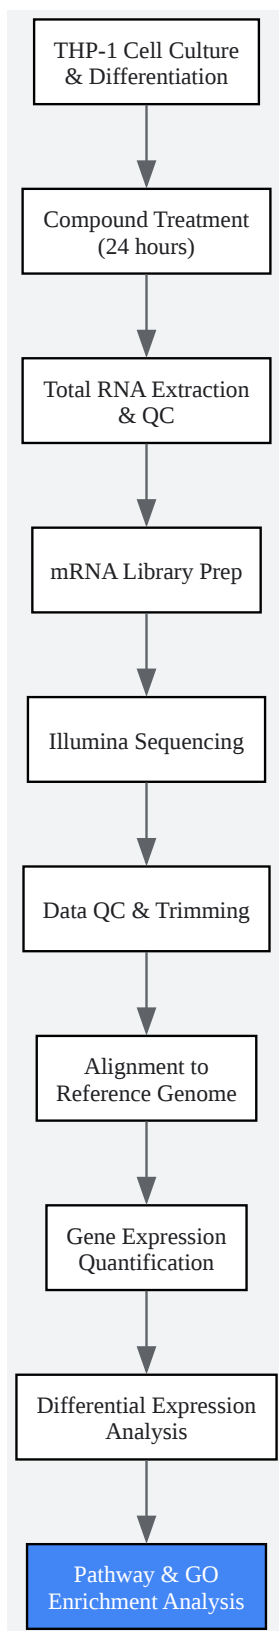 THP-1 Cell Culture
& Differentiation
Compound Treatment
(24 hours)
Total RNA Extraction
& QC
mRNA Library Prep
Illumina Sequencing
Data QC & Trimming
Alignment to
Reference Genome
Gene Expression
Quantification
Differential Expression
Analysis
Pathway & GO
Enrichment Analysis